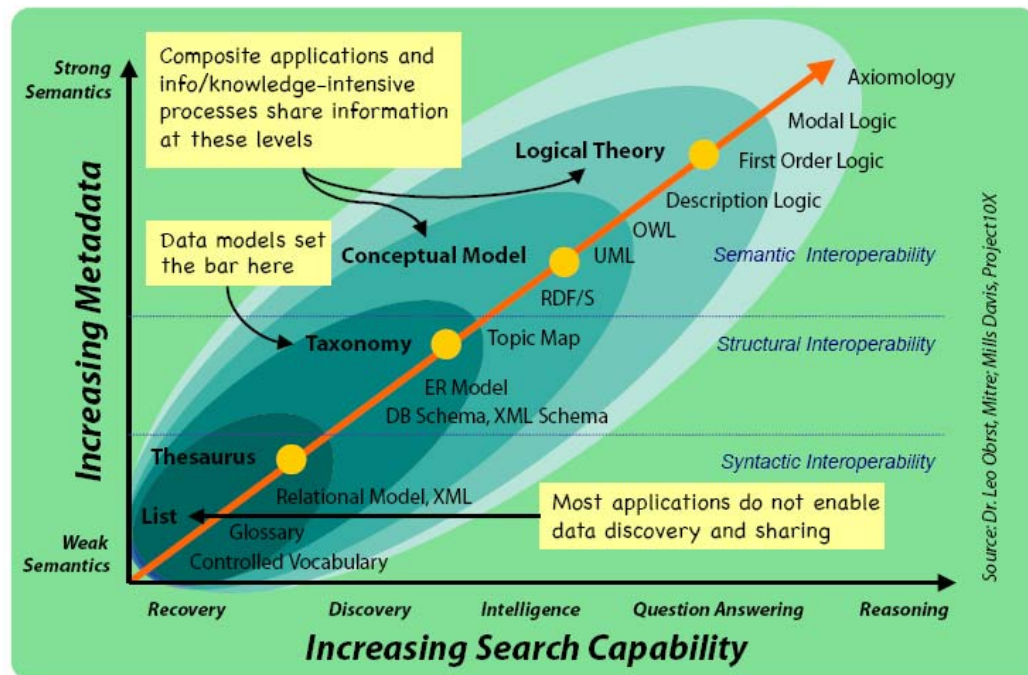 Strong
Semantics
Composite applications and
info/knowledge-intensive
processes share information
at these levels
Axiomology
Modal Logic
Logical Theory
First Order Logic
Description Logic
OWL
Data models set
the bar here
Conceptual Model
UML
Semantic Interoperability
RDF/S
Taxonomy
Topic Map
Structural Interoperability
ER Model
DB Schema, XML Schema
Thesaurus
Syntactic Interoperability
Relational Model, XML
List
Most applications do not enable
data discovery and sharing
Glossary
Controlled Vocabulary
Weak
Semantics
Increasing Metadata
Recovery
Discovery
Intelligence
Question Answering
Reasoning
Increasing Search Capability
Source: Dr. Leo Obrst, Mitre; Mills Davis, Project10X